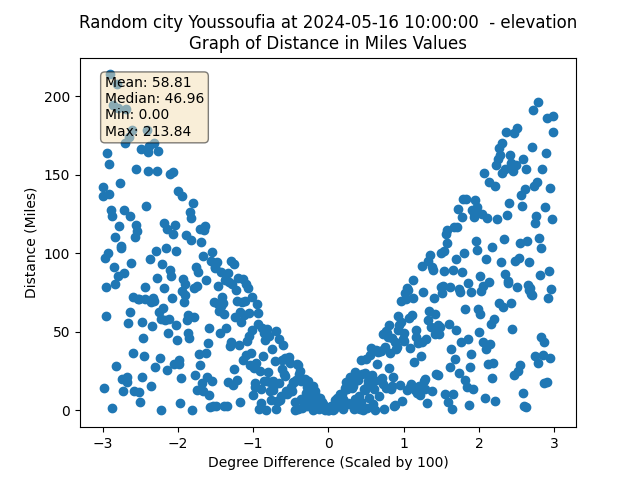 Random city Youssoufia at 2024-05-16 10:00:00  - elevation
Graph of Distance in Miles Values
Mean: 58.81
Median: 46.96
Min: 0.00
Max: 213.84
Distance (Miles)
200
150
100
50
0
−3 −2 −1 0 1 2 3
Degree Difference (Scaled by 100)